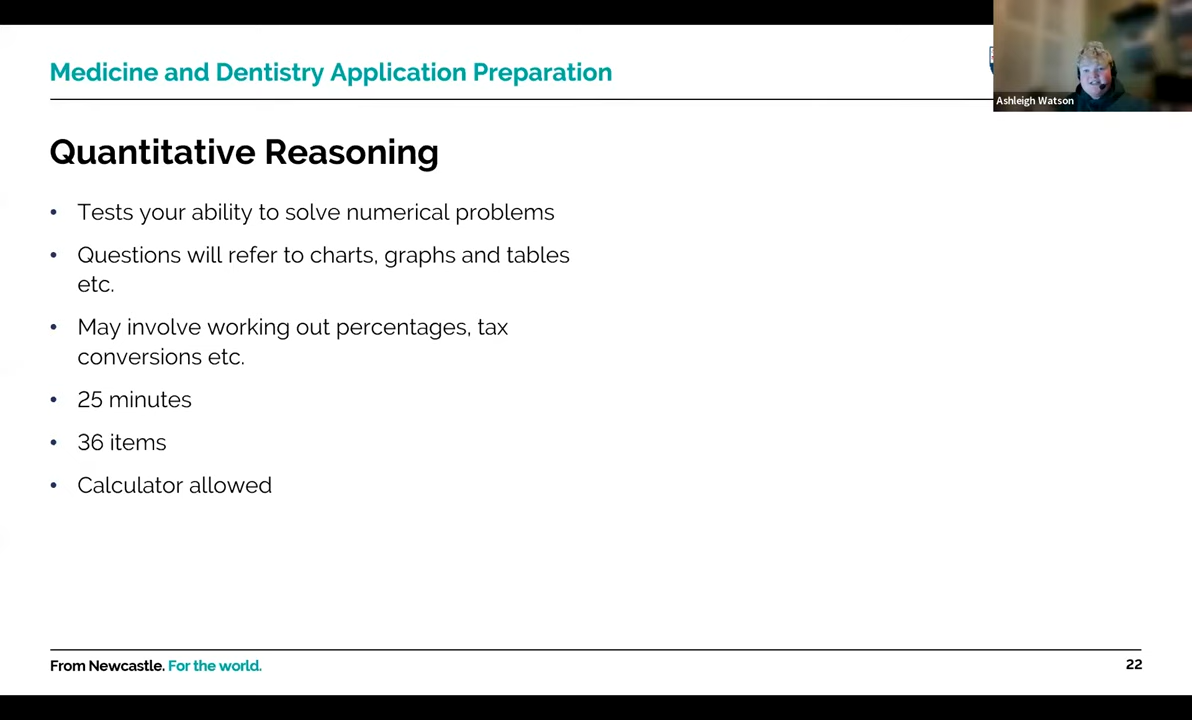 Medicine and Dentistry Application Preparation
Ashleigh Watson
Quantitative Reasoning
• Tests your ability to solve numerical problems
• Questions will refer to charts, graphs and tables
etc.
• May involve working out percentages, tax
conversions etc.
• 25 minutes
• 36 items
• Calculator allowed
From Newcastle. For the world.
22